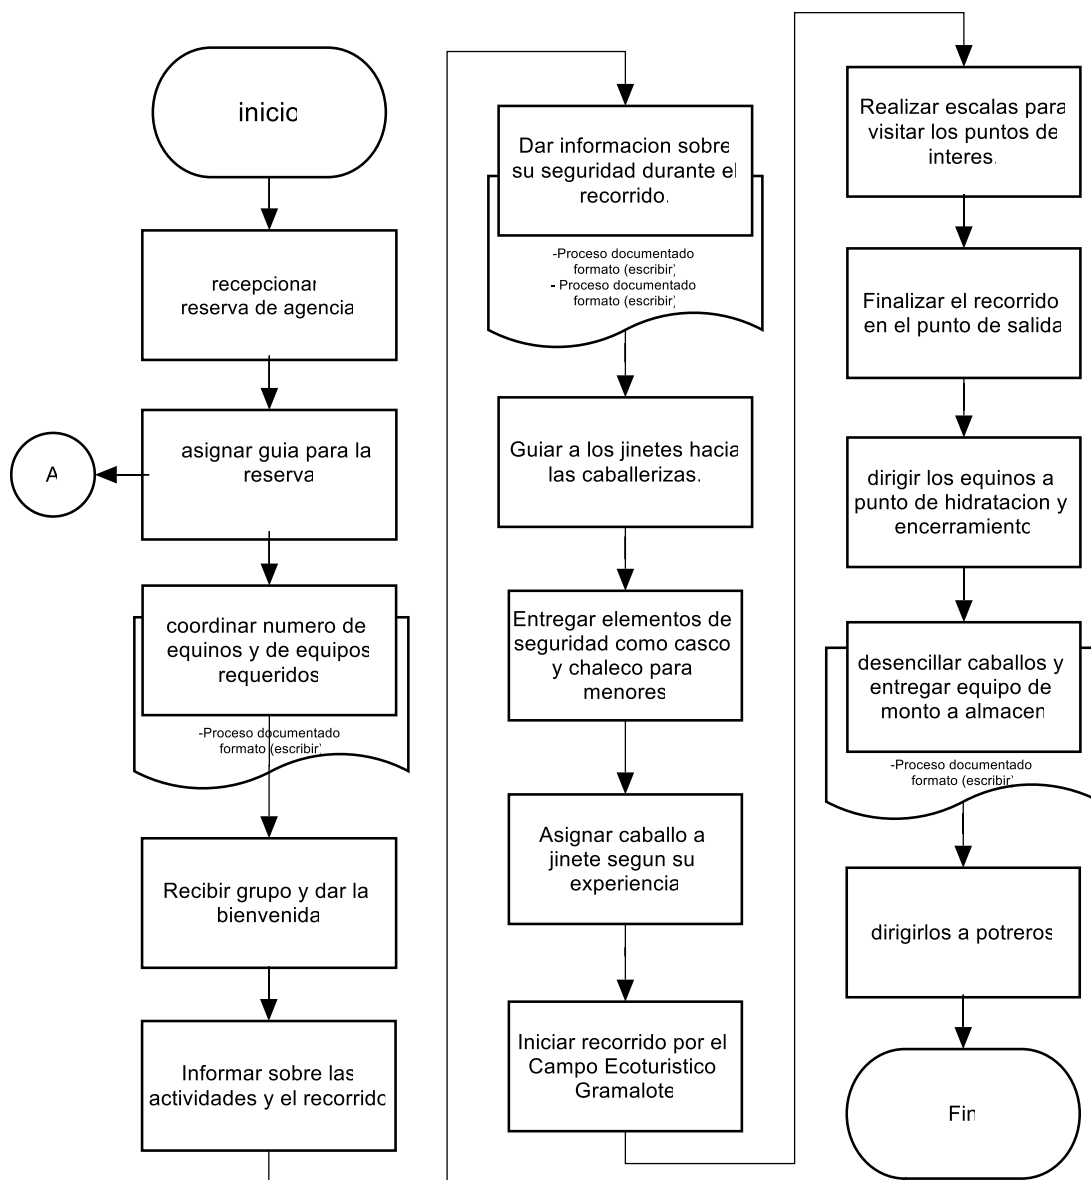 inicio
recepcionar
reserva de agencia
asignar guia para la
reserva
A
coordinar numero de
equinos y de equipos
requeridos
-Proceso documentado
formato (escribir)
Recibir grupo y dar la
bienvenida
Informar sobre las
actividades y el recorrido
Dar informacion sobre
su seguridad durante el
recorrido.
-Proceso documentado
formato (escribir)
- Proceso documentado
formato (escribir)
Guiar a los jinetes hacia
las caballerizas.
Entregar elementos de
seguridad como casco
y chaleco para
menores
Asignar caballo a
jinete segun su
experiencia
Iniciar recorrido por el
Campo Ecoturistico
Gramalote
Realizar escalas para
visitar los puntos de
interes.
Finalizar el recorrido
en el punto de salida
dirigir los equinos a
punto de hidratacion y
encerramiento
desencillar caballos y
entregar equipo de
monto a almacen
-Proceso documentado
formato (escribir)
dirigirlos a potreros
Fin